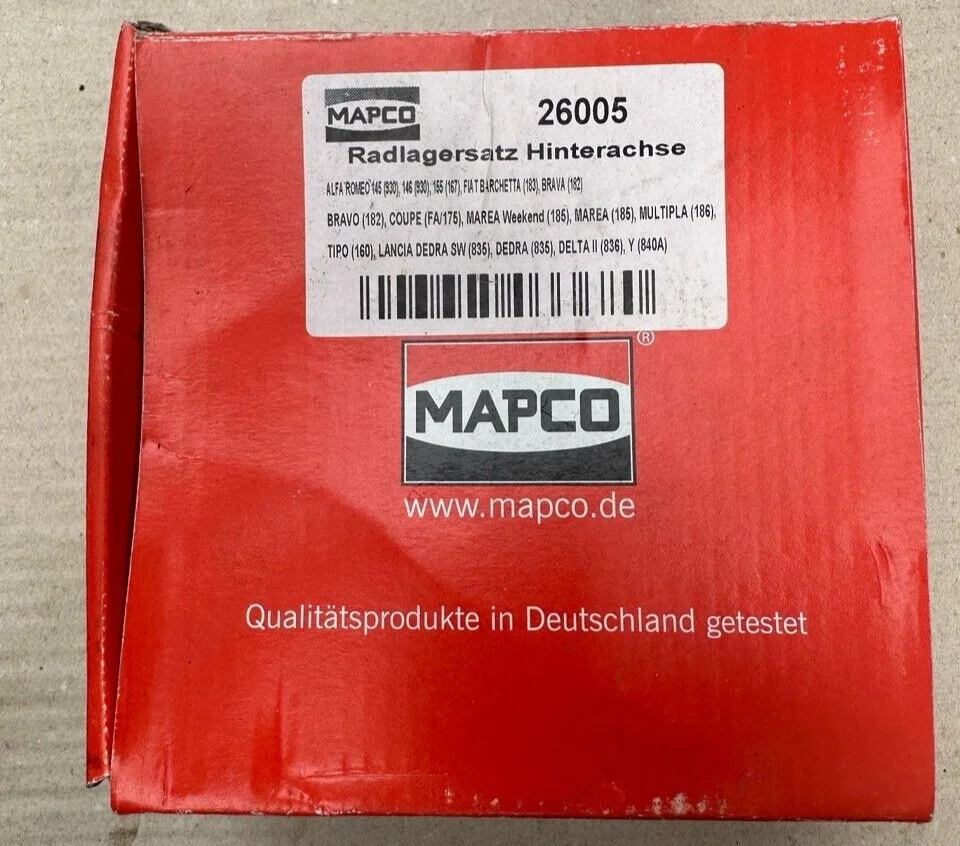 MAPCO
26005
Radlagersatz Hinterachse
ALFA ROMEO 145 (930), 146 (930), 155 (167), FIAT BARCHETTA (183), BRAVA (182)
BRAVO (182), COUPE (FA/175), MAREA Weekend (185), MAREA (185), MULTIPLA (186),
TIPO (160), LANCIA DEDRA SW (835), DEDRA (835), DELTA II (836), Y (840A)
MAPCO®
www.mapco.de
Qualitätsprodukte in Deutschland getestet